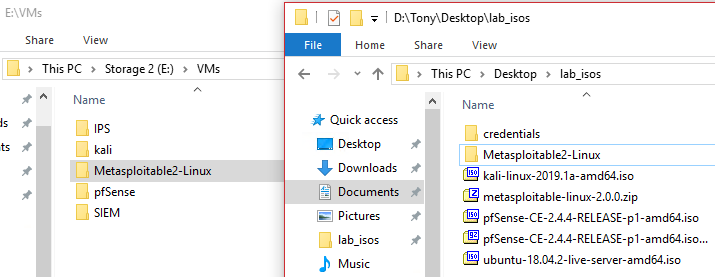 E:\VMs
Share View
This PC > Storage 2 (E:) > VMs
ds
nts
Name
IPS
kali
Metasploitable2-Linux
pfSense
SIEM
D:\Tony\Desktop\lab_isos
File Home Share View
This PC > Desktop > lab_isos
Quick access
Desktop
Downloads
Documents
Pictures
lab_isos
Music
Name
credentials
Metasploitable2-Linux
kali-linux-2019.1a-amd64.iso
metasploitable-linux-2.0.0.zip
pfSense-CE-2.4.4-RELEASE-p1-amd64.iso
pfSense-CE-2.4.4-RELEASE-p1-amd64.iso...
ubuntu-18.04.2-live-server-amd64.iso